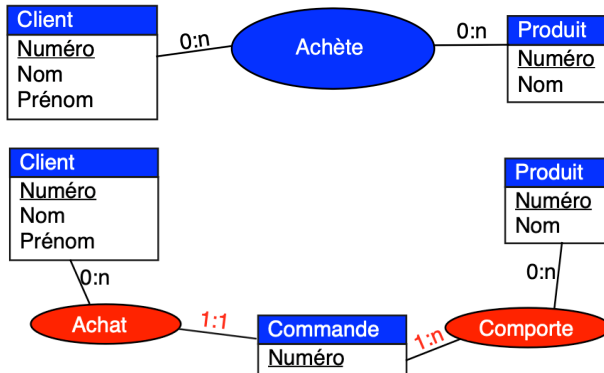 Client
Numéro
Nom
Prénom
0:n
Achète
0:n
Produit
Numéro
Nom
Client
Numéro
Nom
Prénom
0:n
Achat
1:1
Commande
Numéro
1:n
Comporte
0:n
Produit
Numéro
Nom